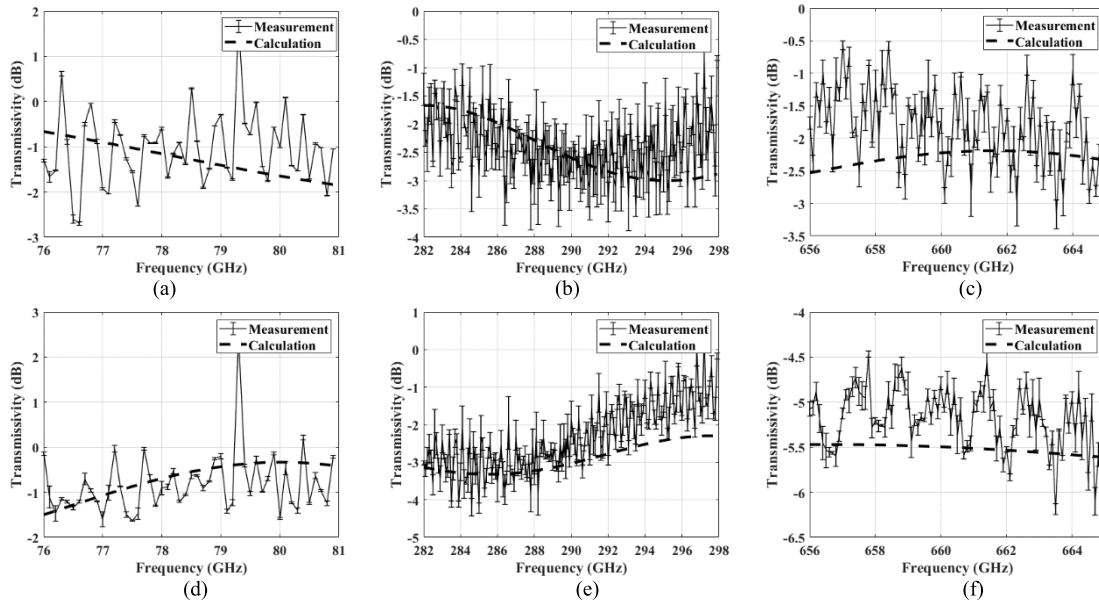 2
1
0
-1
-2
-3
76
77
78
79
80
81
Transmissivity (dB)
Frequency (GHz)
Measurement
Calculation
(a)
0
-0.5
-1
-1.5
-2
-2.5
-3
-3.5
-4
282
284
286
288
290
292
294
296
298
Transmissivity (dB)
Frequency (GHz)
Measurement
Calculation
(b)
0
-0.5
-1
-1.5
-2
-2.5
-3
-3.5
656
658
660
662
664
Transmissivity (dB)
Frequency (GHz)
Measurement
Calculation
(c)
3
2
1
0
-1
-2
76
77
78
79
80
81
Transmissivity (dB)
Frequency (GHz)
Measurement
Calculation
(d)
1
0
-1
-2
-3
-4
-5
282
284
286
288
290
292
294
296
298
Transmissivity (dB)
Frequency (GHz)
Measurement
Calculation
(e)
-4
-4.5
-5
-5.5
-6
-6.5
656
658
660
662
664
Transmissivity (dB)
Frequency (GHz)
Measurement
Calculation
(f)